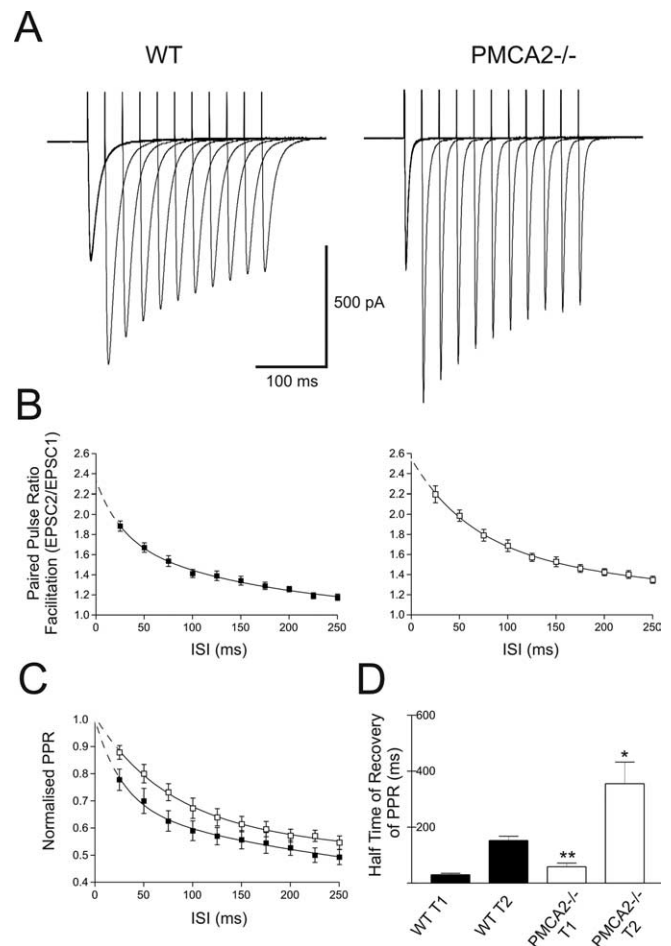 A
WT
PMCA2-/-
500 pA
100 ms
B
Paired Pulse Ratio
Facilitation (EPSC2/EPSC1)
2.6
2.4
2.2
2.0
1.8
1.6
1.4
1.2
1.0
0
50
100
150
200
250
ISI (ms)
2.6
2.4
2.2
2.0
1.8
1.6
1.4
1.2
1.0
0
50
100
150
200
250
ISI (ms)
C
Normalised PPR
1.0
0.9
0.8
0.7
0.6
0.5
0.4
0
50
100
150
200
250
ISI (ms)
D
Half Time of Recovery
of PPR (ms)
600
400
200
**
*
WT T1
WT T2
PMCA2-/-
T1
PMCA2-/-
T2